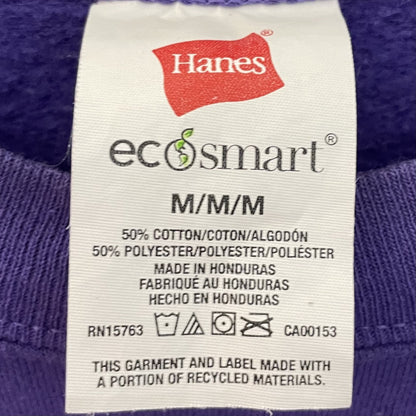 Hanes®
ecosmart®
M/M/M
50% COTTON/COTON/ALGODÓN
50% POLYESTER/POLYESTER/POLIÉSTER
MADE IN HONDURAS
FABRIQUÉ AU HONDURAS
HECHO EN HONDURAS
RN15763 CA00153
THIS GARMENT AND LABEL MADE WITH
A PORTION OF RECYCLED MATERIALS.